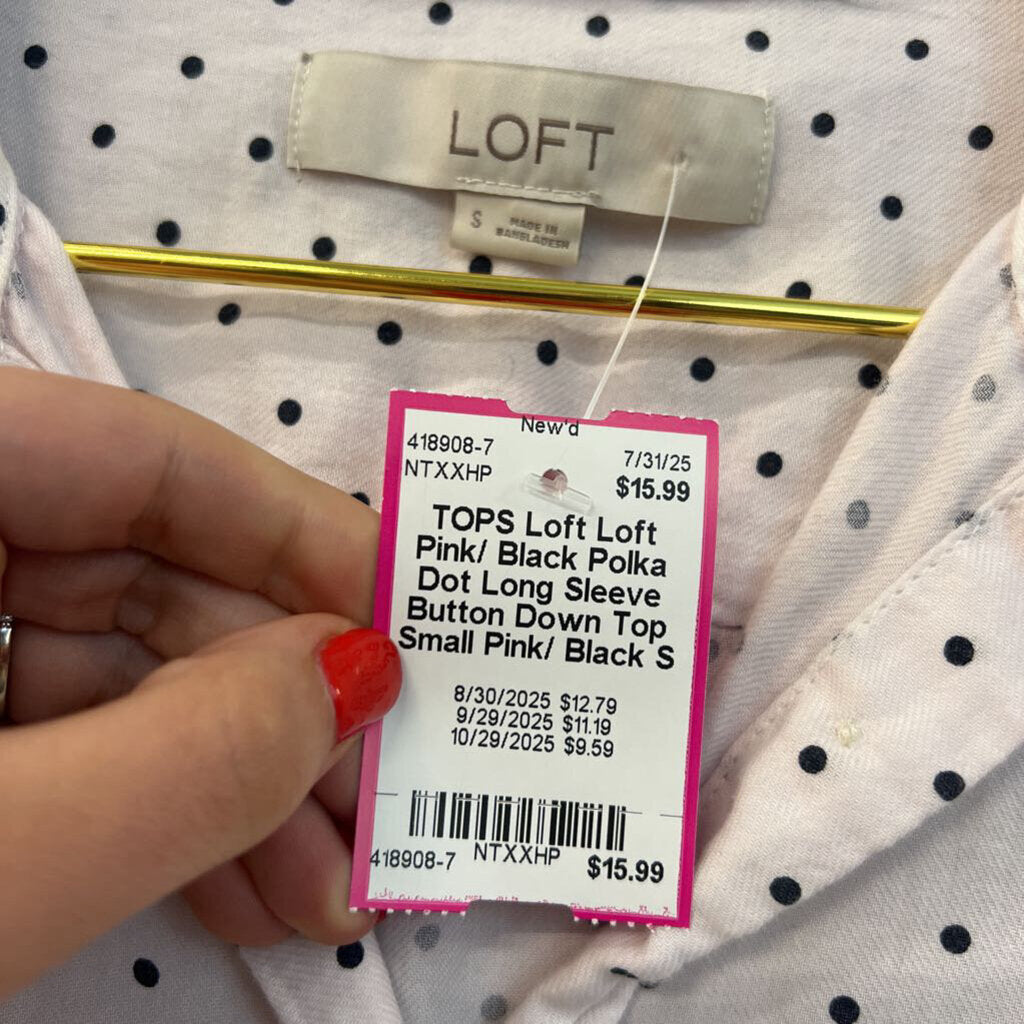 LOFT
S
MADE IN
BANGLADESH
New'd
418908-7
7/31/25
NTXXHP
$15.99
TOPS Loft Loft
Pink/ Black Polka
Dot Long Sleeve
Button Down Top
Small Pink/ Black S
8/30/2025 $12.79
9/29/2025 $11.19
10/29/2025 $9.59
418908-7
NTXXHP
$15.99